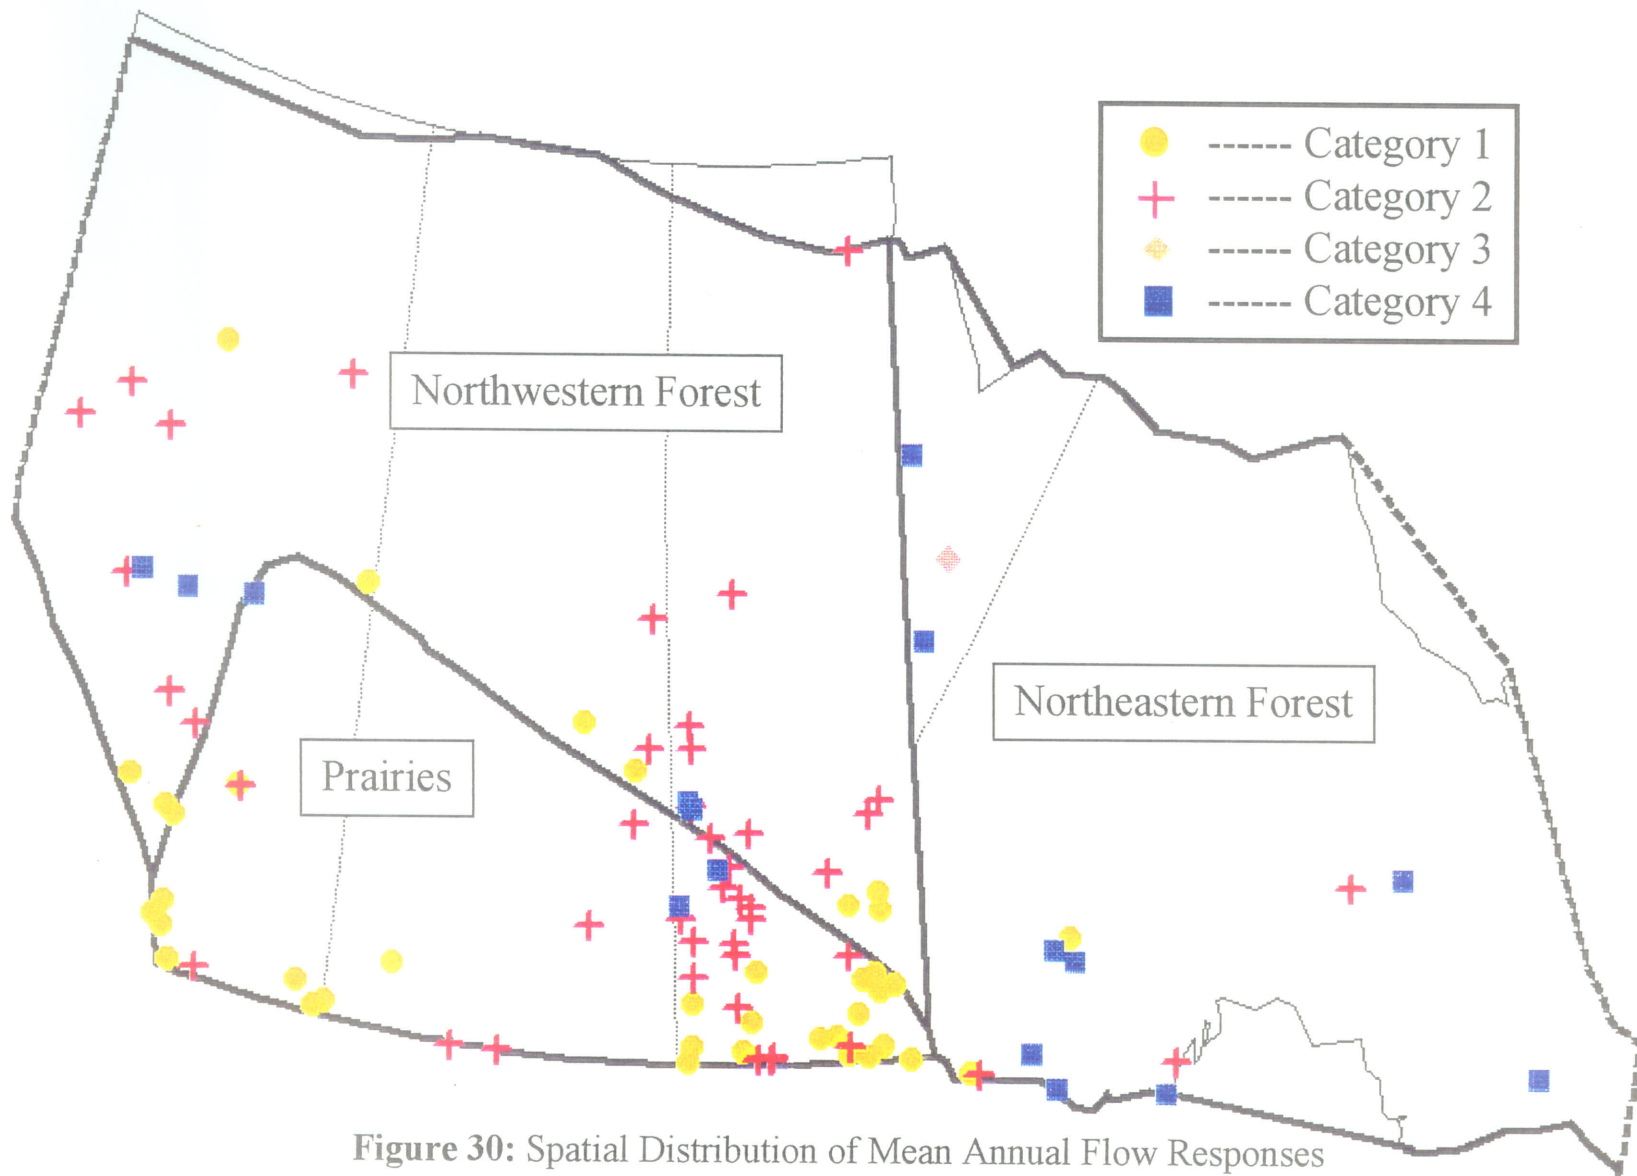 ------ Category 1
------ Category 2
------ Category 3
------ Category 4
Northwestern Forest
Northeastern Forest
Prairies
Figure 30: Spatial Distribution of Mean Annual Flow Responses